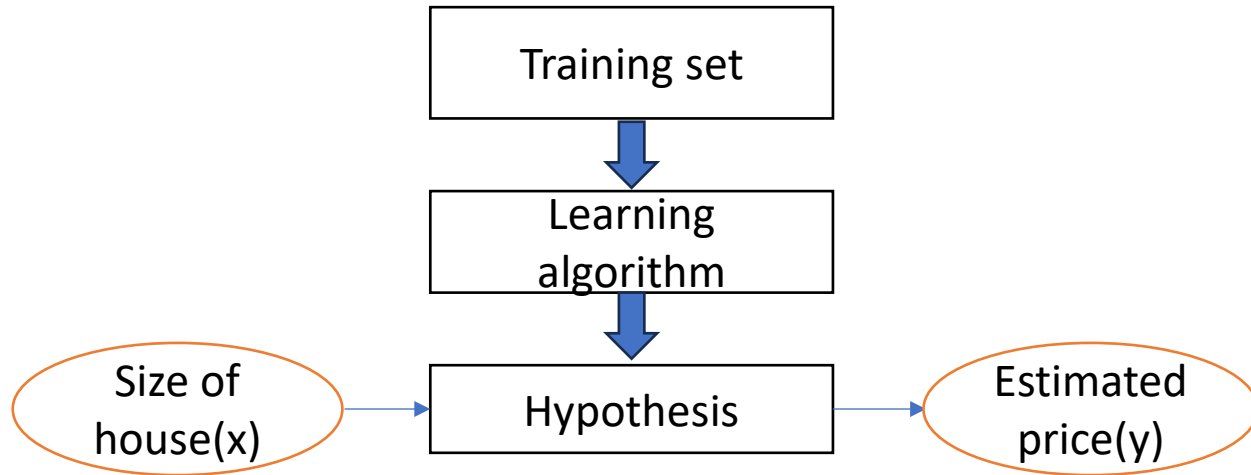 Training set
Learning
algorithm
Size of
house(x)
Hypothesis
Estimated
price(y)